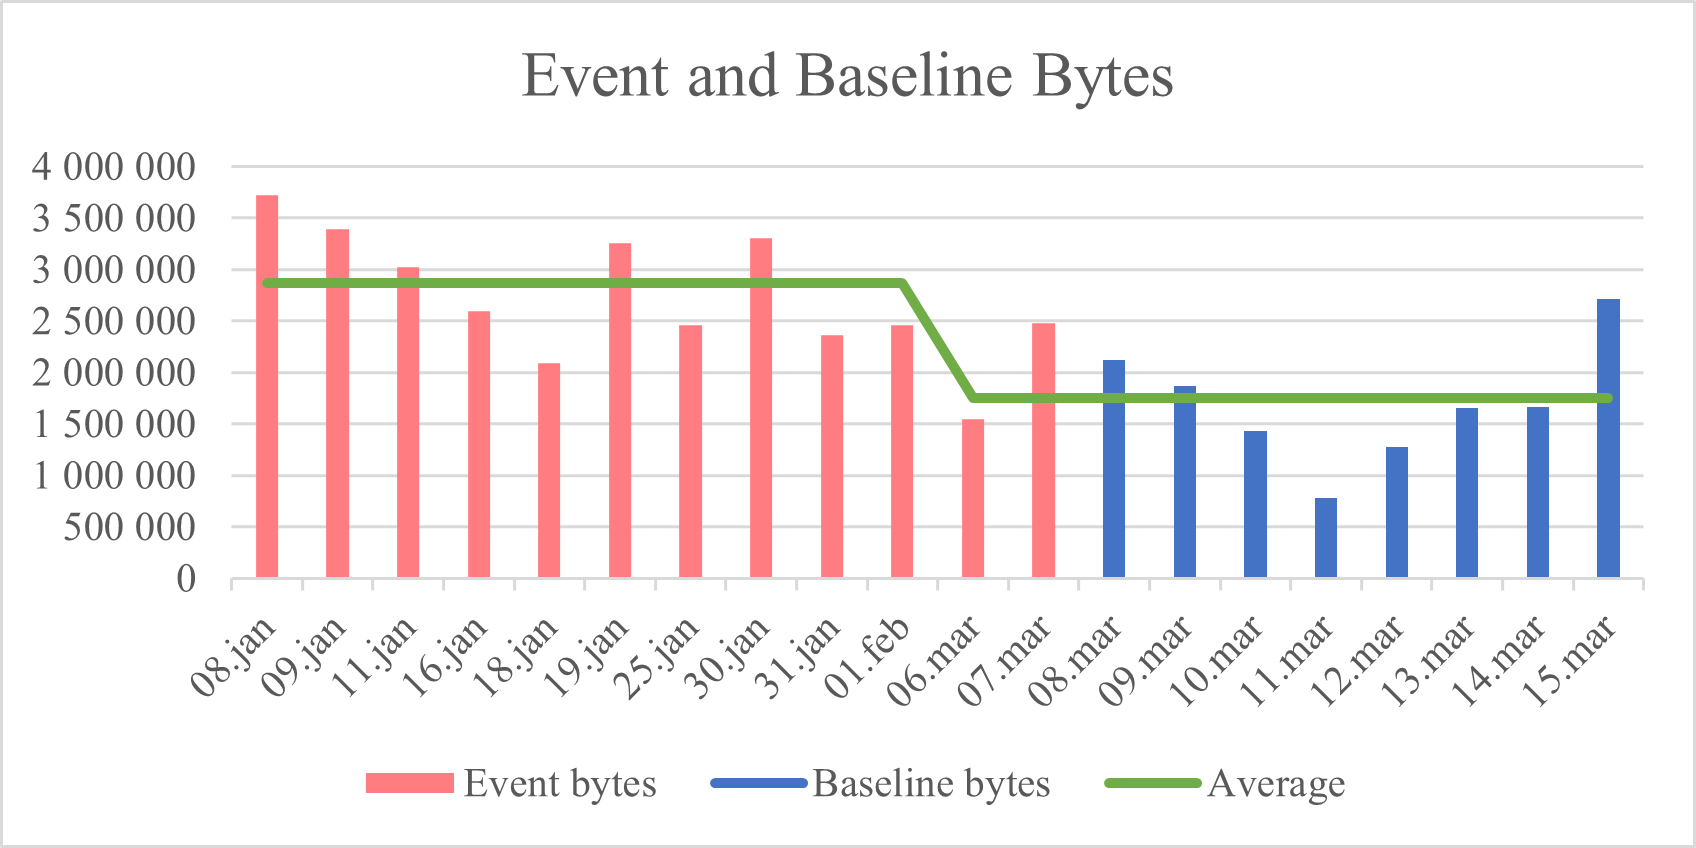 Event and Baseline Bytes
4 000 000
3 500 000
3 000 000
2 500 000
2 000 000
1 500 000
1 000 000
500 000
0
08.jan
09.jan
11.jan
16.jan
18.jan
19.jan
25.jan
30.jan
31.jan
01.feb
06.mar
07.mar
08.mar
09.mar
10.mar
11.mar
12.mar
13.mar
14.mar
15.mar
Event bytes Baseline bytes Average